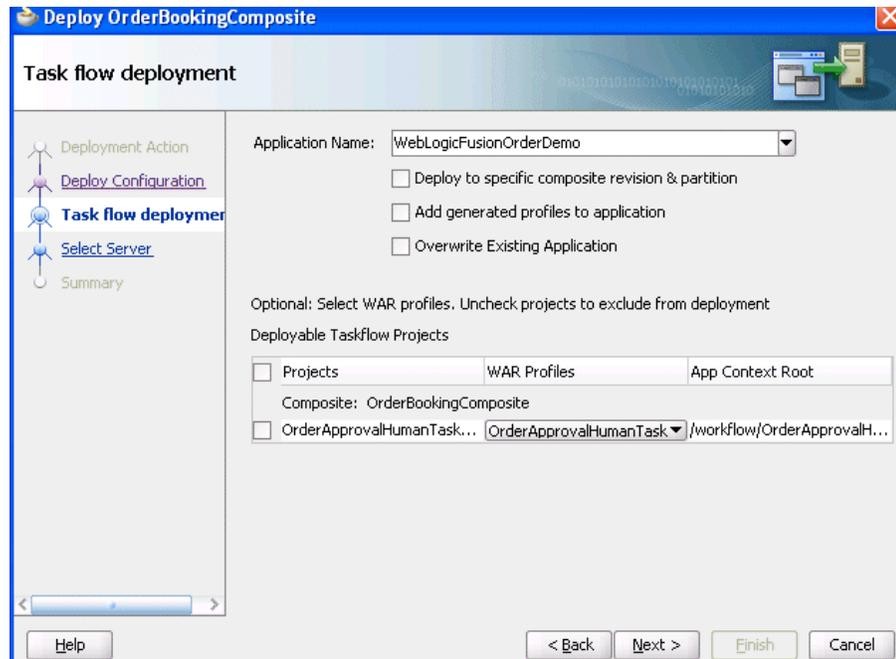 Deploy OrderBookingComposite
Task flow deployment
Deployment Action
Deploy Configuration
Task flow deploymer
Select Server
Summary
Application Name: WebLogicFusionOrderDemo
Deploy to specific composite revision & partition
Add generated profiles to application
Overwrite Existing Application
Optional: Select WAR profiles. Uncheck projects to exclude from deployment
Deployable Taskflow Projects
Projects WAR Profiles App Context Root
Composite: OrderBookingComposite
OrderApprovalHumanTask... OrderApprovalHumanTask /workflow/OrderApprovalH...
Help < Back Next > Finish Cancel